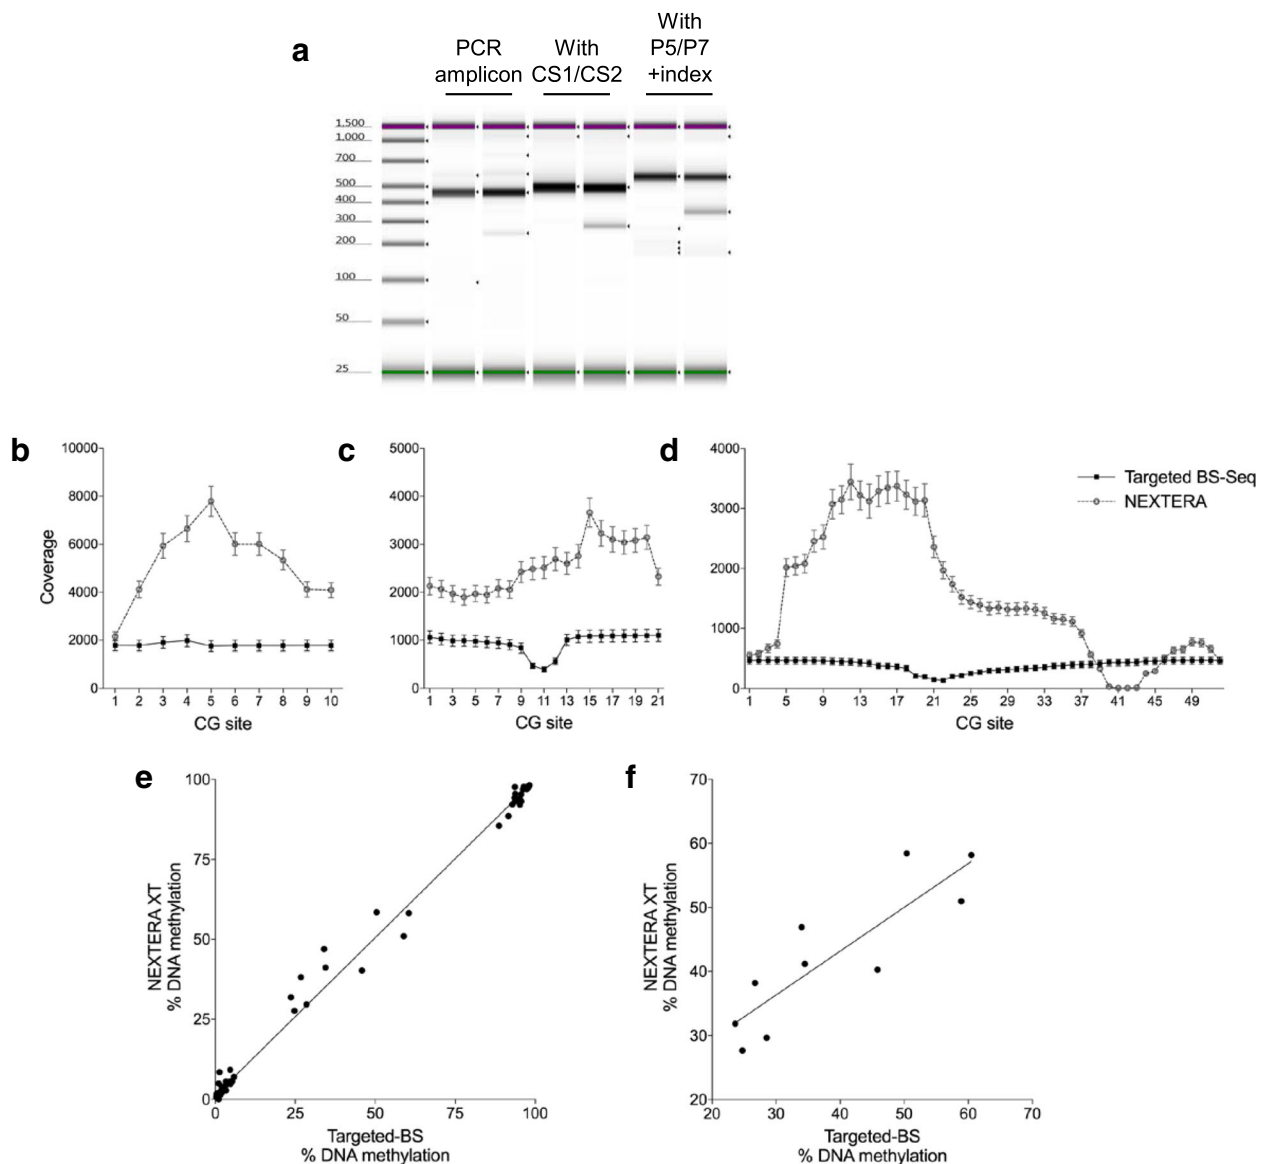 a
PCR
amplicon
With
CS1/CS2
With
P5/P7
+index
1,500
1,000
700
500
400
300
200
100
50
25
b
10000
8000
6000
4000
2000
0
Coverage
1 2 3 4 5 6 7 8 9 10
CG site
c
5000
4000
3000
2000
1000
0
1 3 5 7 9 11 13 15 17 19 21
CG site
d
4000
3000
2000
1000
0
1 5 9 13 17 21 25 29 33 37 41 45 49
CG site
Targeted BS-Seq
NEXTERA
e
100
75
50
25
0
NEXTERA XT
% DNA methylation
0 25 50 75 100
Targeted-BS
% DNA methylation
f
70
60
50
40
30
20
NEXTERA XT
% DNA methylation
20 30 40 50 60 70
Targeted-BS
% DNA methylation